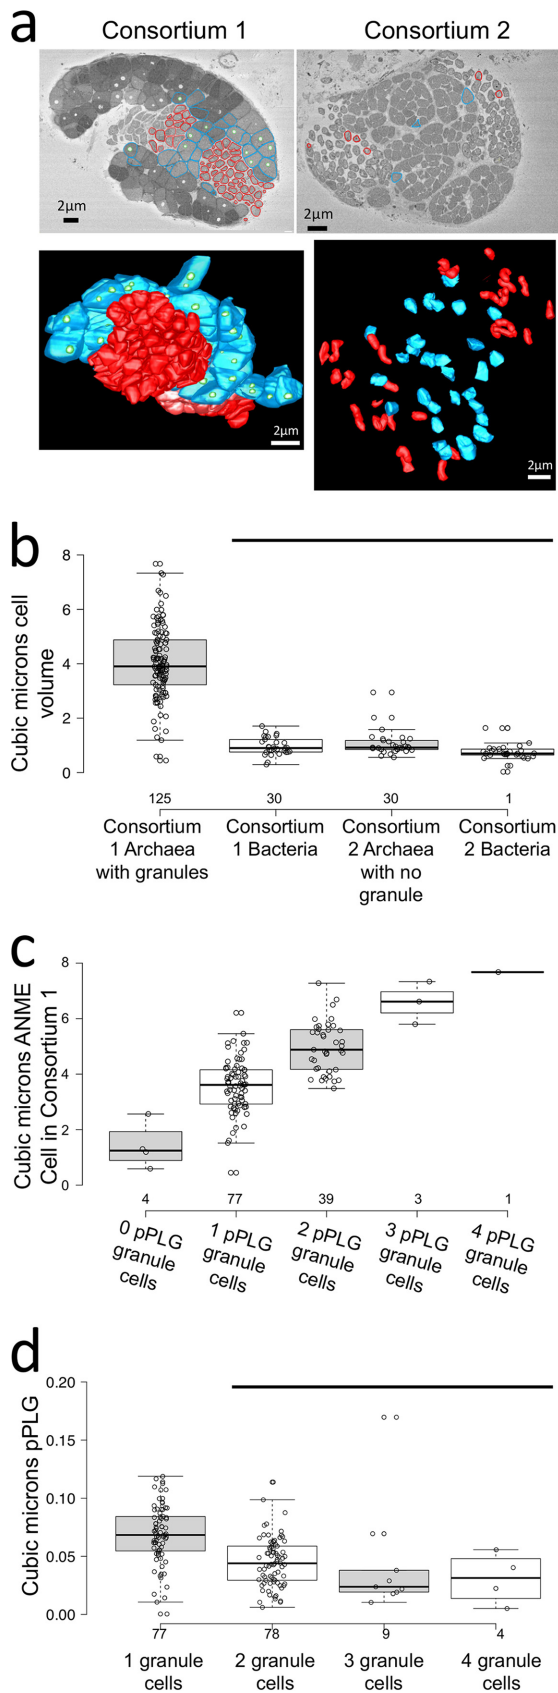 a
Consortium 1
Consortium 2
2μm
2μm
2μm
2μm
b
Cubic microns cell
volume
8
6
4
2
0
125
30
30
1
Consortium
1 Archaea
with granules
Consortium
1 Bacteria
Consortium
2 Archaea
with no
granule
Consortium
2 Bacteria
c
Cubic microns ANME
Cell in Consortium 1
8
6
4
2
0
4
77
39
3
1
0 pPLG
granule
cells
1 pPLG
granule
cells
2 pPLG
granule
cells
3 pPLG
granule
cells
4 pPLG
granule
cells
d
Cubic microns pPLG
0.20
0.15
0.10
0.05
0.00
77
78
9
4
1 granule
cells
2 granule
cells
3 granule
cells
4 granule
cells